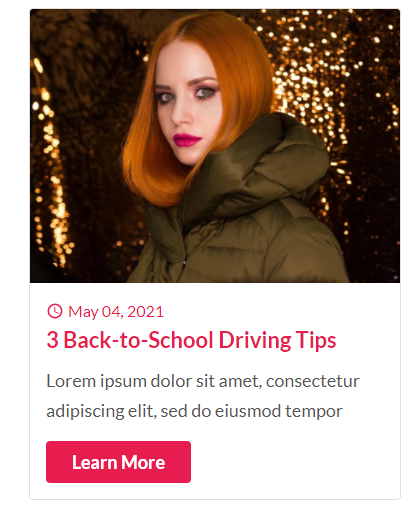 May 04, 2021
3 Back-to-School Driving Tips
Lorem ipsum dolor sit amet, consectetur
adipiscing elit, sed do eiusmod tempor
Learn More